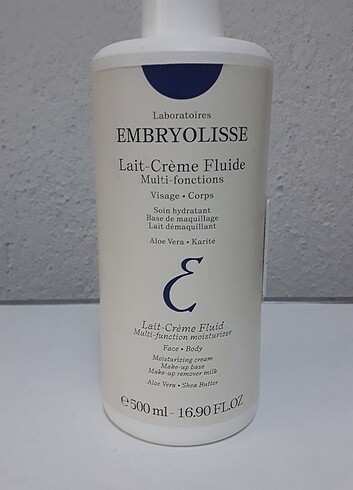 Laboratoires
EMBRYOLISSE
Lait-Crème Fluide
Multi-fonctions
Visage • Corps
Soin hydratant
Base de maquillage
Lait démaquillant
Aloe Vera • Karité
ε
Lait-Crème Fluid
Multi-function moisturizer
Face • Body
Moisturizing cream
Make-up base
Make-up remover milk
Aloe Vera • Shea Butter
℮500 ml - 16.90 FL.OZ